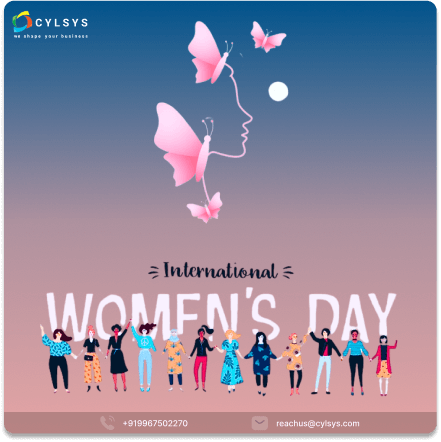 CYLSYS
we shape your business
International
WOMEN'S DAY
+919967502270
reachus@cylsys.com